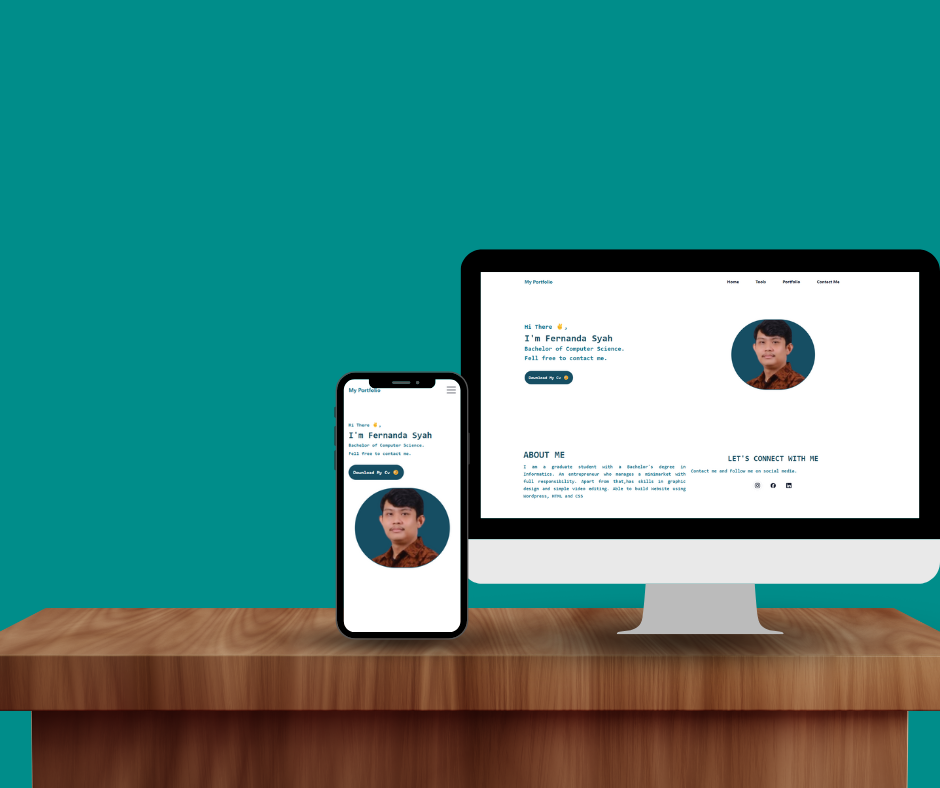 My Portfolio
Home Tools Portfolio Contact Me
Hi There ✌,
I'm Fernanda Syah
Bachelor of Computer Science.
Fell free to contact me.
Download My Cv
ABOUT ME
I am a graduate student with a Bachelor's degree in
Informatics. An entrepreneur who manages a minimarket with
full responsibility. Apart from that,has skills in graphic
design and simple video editing. Able to build website using
Wordpress, HTML and CSS
LET'S CONNECT WITH ME
Contact me and Follow me on social media.
My Portfolio
Hi There ✌,
I'm Fernanda Syah
Bachelor of Computer Science.
Fell free to contact me.
Download My Cv